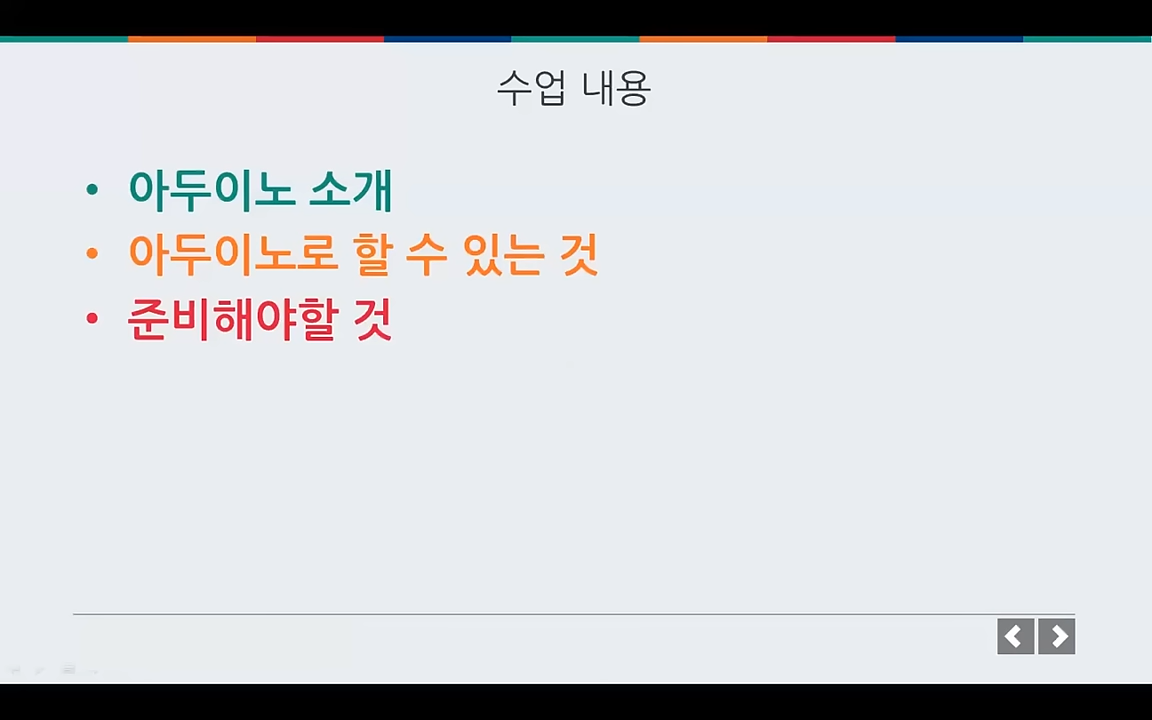 수업 내용
• 아두이노 소개
• 아두이노로 할 수 있는 것
• 준비해야할 것